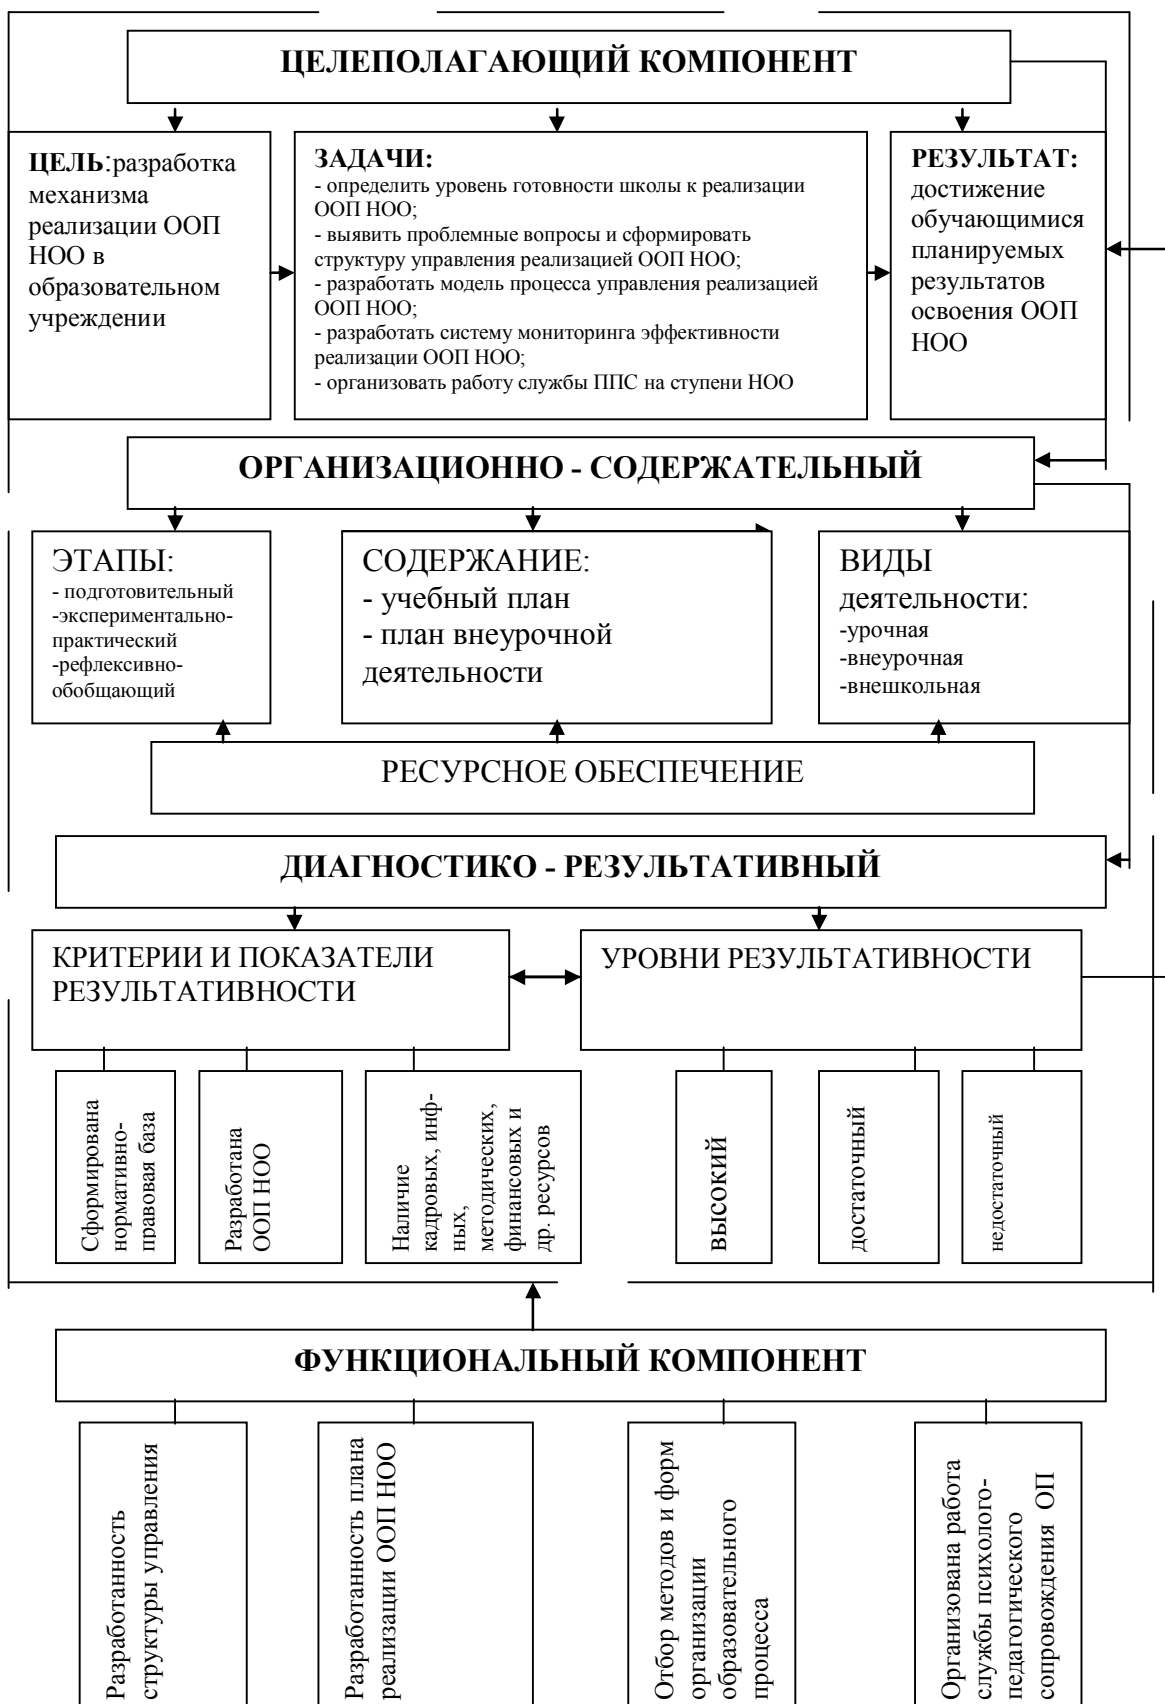 ЦЕЛЕПОЛАГАЮЩИЙ КОМПОНЕНТ
ЦЕЛЬ:разработка
механизма
реализации ООП
НОО в
образовательном
учреждении
ЗАДАЧИ:
- определить уровень готовности школы к реализации
ООП НОО;
- выявить проблемные вопросы и сформировать
структуру управления реализацией ООП НОО;
- разработать модель процесса управления реализацией
ООП НОО;
- разработать систему мониторинга эффективности
реализации ООП НОО;
- организовать работу службы ППС на ступени НОО
РЕЗУЛЬТАТ:
достижение
обучающимися
планируемых
результатов
освоения ООП
НОО
ОРГАНИЗАЦИОННО - СОДЕРЖАТЕЛЬНЫЙ
ЭТАПЫ:
- подготовительный
-экспериментально-
практический
-рефлексивно-
обобщающий
СОДЕРЖАНИЕ:
- учебный план
- план внеурочной
деятельности
ВИДЫ
деятельности:
-урочная
-внеурочная
-внешкольная
РЕСУРСНОЕ ОБЕСПЕЧЕНИЕ
ДИАГНОСТИКО - РЕЗУЛЬТАТИВНЫЙ
КРИТЕРИИ И ПОКАЗАТЕЛИ
РЕЗУЛЬТАТИВНОСТИ
УРОВНИ РЕЗУЛЬТАТИВНОСТИ
Сформирована
нормативно-
правовая база
Разработана
ООП НОО
Наличие
кадровых, инф-
ных,
методических,
финансовых и
др. ресурсов
высокий
достаточный
недостаточный
ФУНКЦИОНАЛЬНЫЙ КОМПОНЕНТ
Разработанность
структуры управления
Разработанность плана
реализации ООП НОО
Отбор методов и форм
организации
образовательного
процесса
Организована работа
службы психолого-
педагогического
сопровождения ОП